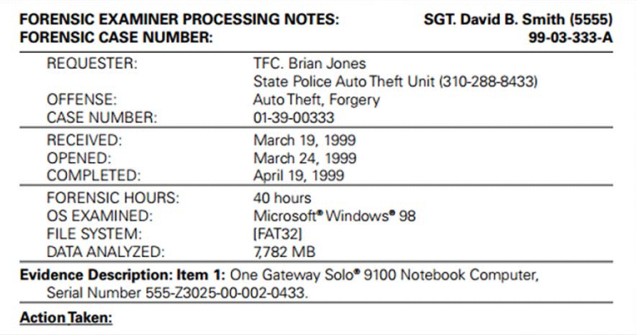 FORENSIC EXAMINER PROCESSING NOTES: SGT. David B. Smith (5555)
FORENSIC CASE NUMBER: 99-03-333-A
REQUESTER: TFC. Brian Jones
State Police Auto Theft Unit (310-288-8433)
OFFENSE: Auto Theft, Forgery
CASE NUMBER: 01-39-00333
RECEIVED: March 19, 1999
OPENED: March 24, 1999
COMPLETED: April 19, 1999
FORENSIC HOURS: 40 hours
OS EXAMINED: Microsoft® Windows® 98
FILE SYSTEM: [FAT32]
DATA ANALYZED: 7,782 MB
Evidence Description: Item 1: One Gateway Solo® 9100 Notebook Computer,
Serial Number 555-Z3025-00-002-0433.
Action Taken: